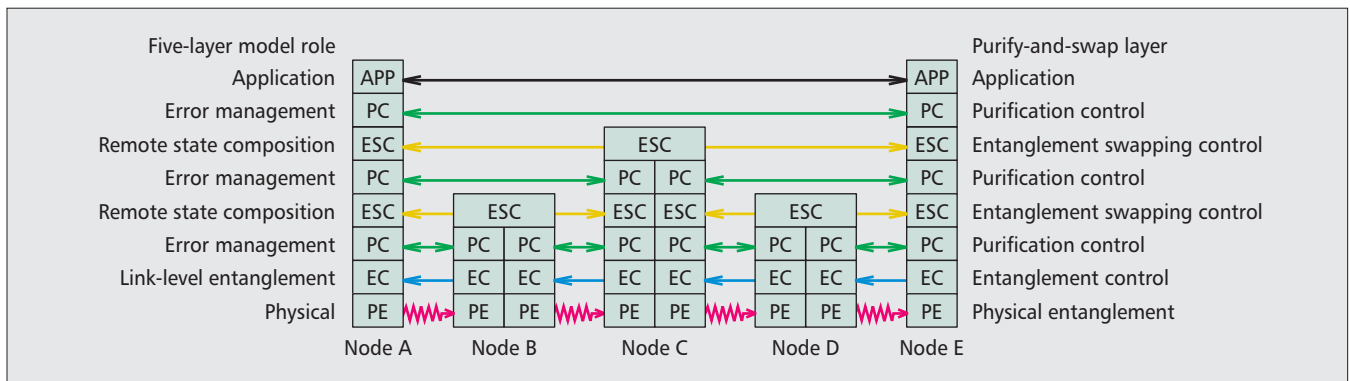 Five-layer model role Purify-and-swap layer
Application APP APP Application
Error management PC PC Purification control
Remote state composition ESC ESC ESC Entanglement swapping control
Error management PC PC PC PC Purification control
Remote state composition ESC ESC ESC ESC ESC ESC Entanglement swapping control
Error management PC PC PC PC PC PC PC PC Purification control
Link-level entanglement EC EC EC EC EC EC EC EC Entanglement control
Physical PE PE PE PE PE PE PE PE Physical entanglement
Node A Node B Node C Node D Node E